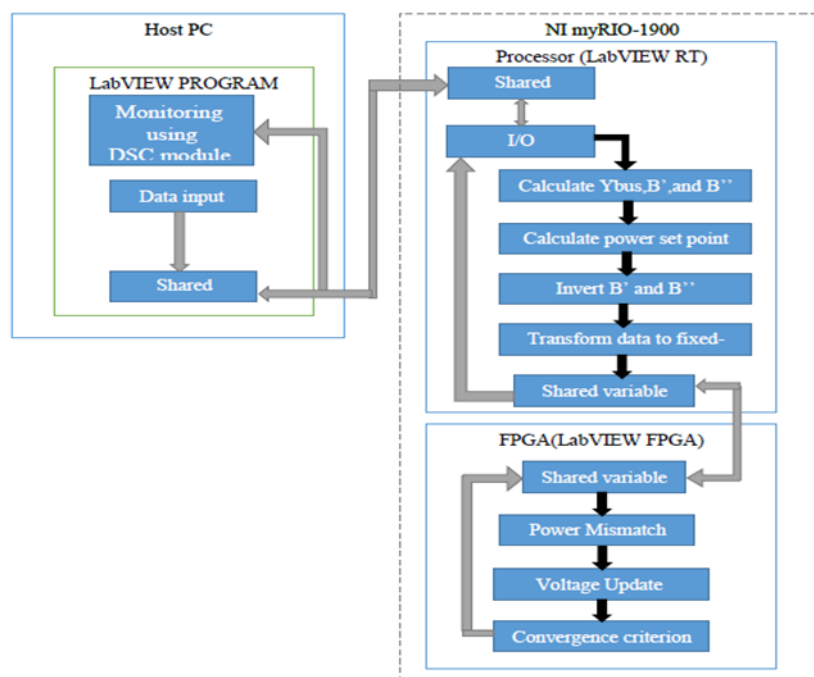 Host PC
LabVIEW PROGRAM
Monitoring
using
DSC module
Data input
Shared
NI myRIO-1900
Processor (LabVIEW RT)
Shared
I/O
Calculate Ybus,B’,and B’’
Calculate power set point
Invert B’ and B’’
Transform data to fixed-
Shared variable
FPGA(LabVIEW FPGA)
Shared variable
Power Mismatch
Voltage Update
Convergence criterion